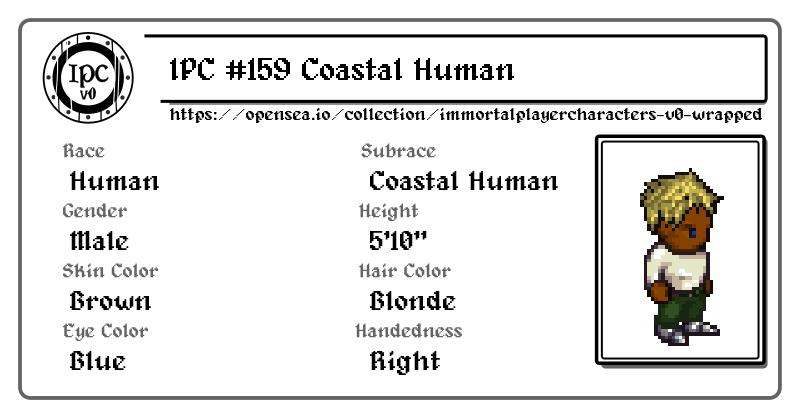 IPC v0
1PC #159 Coastal Human
https://opensea.io/collection/immortalplayercharacters-v0-wrapped
Race
Subrace
Human
Coastal Human
Gender
Height
Male
5'10"
Skin Color
Hair Color
Brown
Blonde
Eye Color
Handedness
Blue
Right